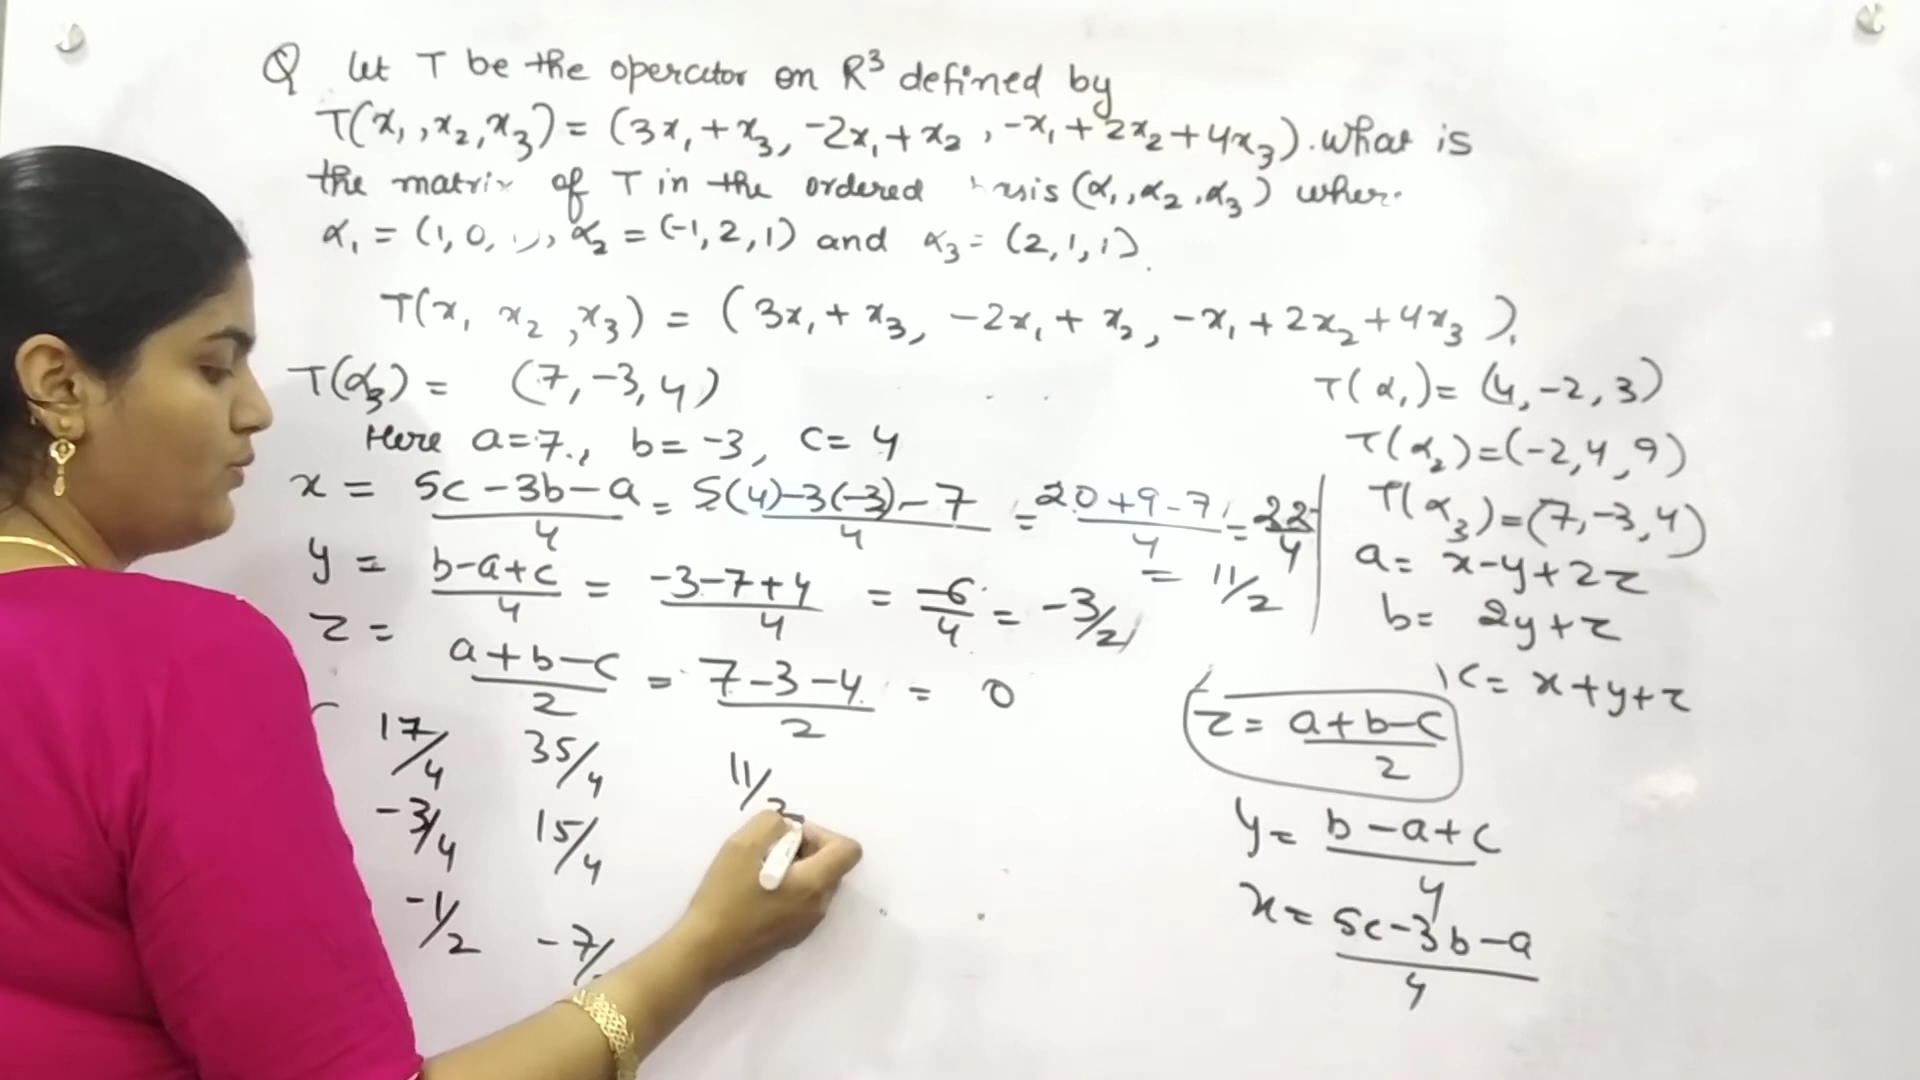 Q Let T be the operator on R³ defined by
T(x₁,x₂,x₃) = (3x₁+x₃, -2x₁+x₂, -x₁+2x₂+4x₃). What is
the matrix of T in the ordered (α₁,α₂,α₃) wher
α₁ = (1,0, ), α₂ = (-1,2,1) and α₃ = (2,1,1).
T(x₁ x₂,x₃) = (3x₁+x₃, -2x₁+x₂, -x₁+2x₂+4x₃).
T(α₃) = (7,-3,4)
Here a=7, b=-3, c=4
x = 5c-3b-a/4 = 5(4)-3(-3)-7/4 = 20+9-7/4 = 22/4
= 11/2
y = b-a+c/4 = -3-7+4/4 = -6/4 = -3/2
z = a+b-c/2 = 7-3-4/2 = 0
17/4 35/4 11/2
-3/4 15/4
-1/2 -7/
T(α₁) = (4,-2,3)
T(α₂)=(-2,4,9)
T(α₃)=(7,-3,4)
a= x-y+2z
b= 2y+z
c= x+y+z
z= a+b-c/2
y= b-a+c/4
x= 5c-3b-a/4